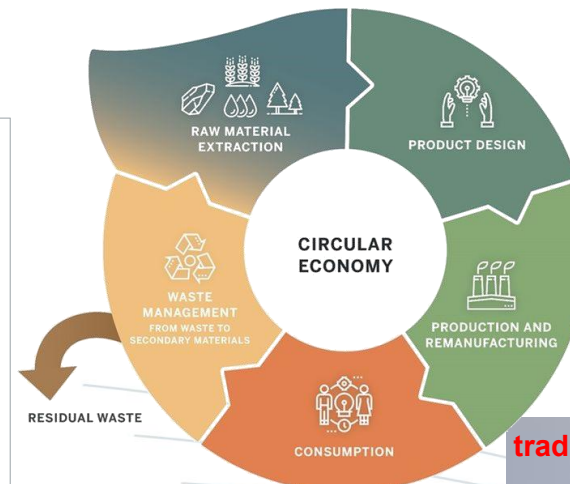 RAW MATERIAL
EXTRACTION
PRODUCT DESIGN
CIRCULAR
ECONOMY
WASTE
MANAGEMENT
FROM WASTE TO
SECONDARY MATERIALS
PRODUCTION AND
REMANUFACTURING
RESIDUAL WASTE
CONSUMPTION
trad